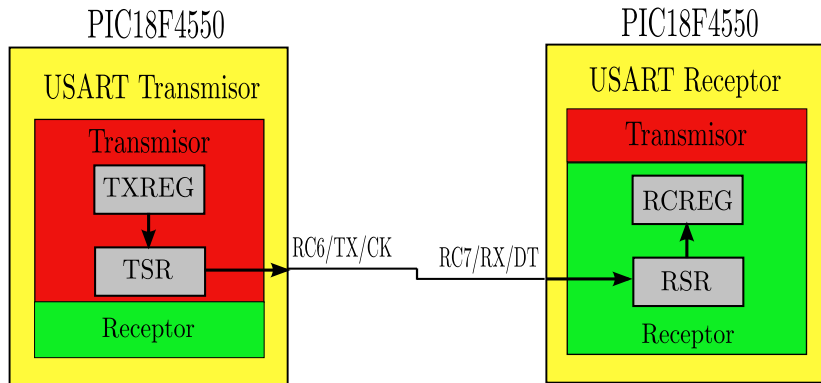 PIC18F4550
USART Transmisor
Transmisor
TXREG
TSR
Receptor
RC6/TX/CK
RC7/RX/DT
PIC18F4550
USART Receptor
Transmisor
RCREG
RSR
Receptor